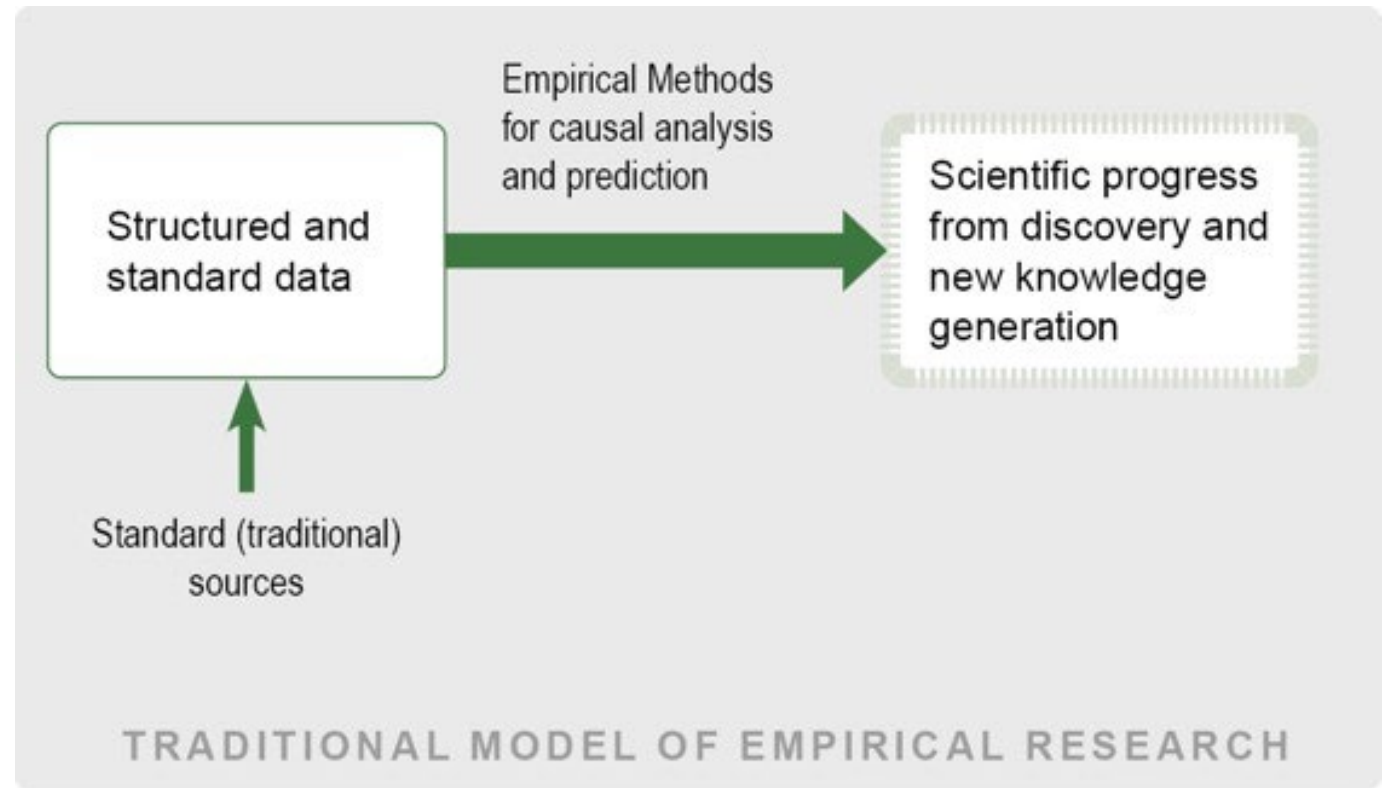 Empirical Methods
for causal analysis
and prediction
Structured and
standard data
Scientific progress
from discovery and
new knowledge
generation
Standard (traditional)
sources
TRADITIONAL MODEL OF EMPIRICAL RESEARCH